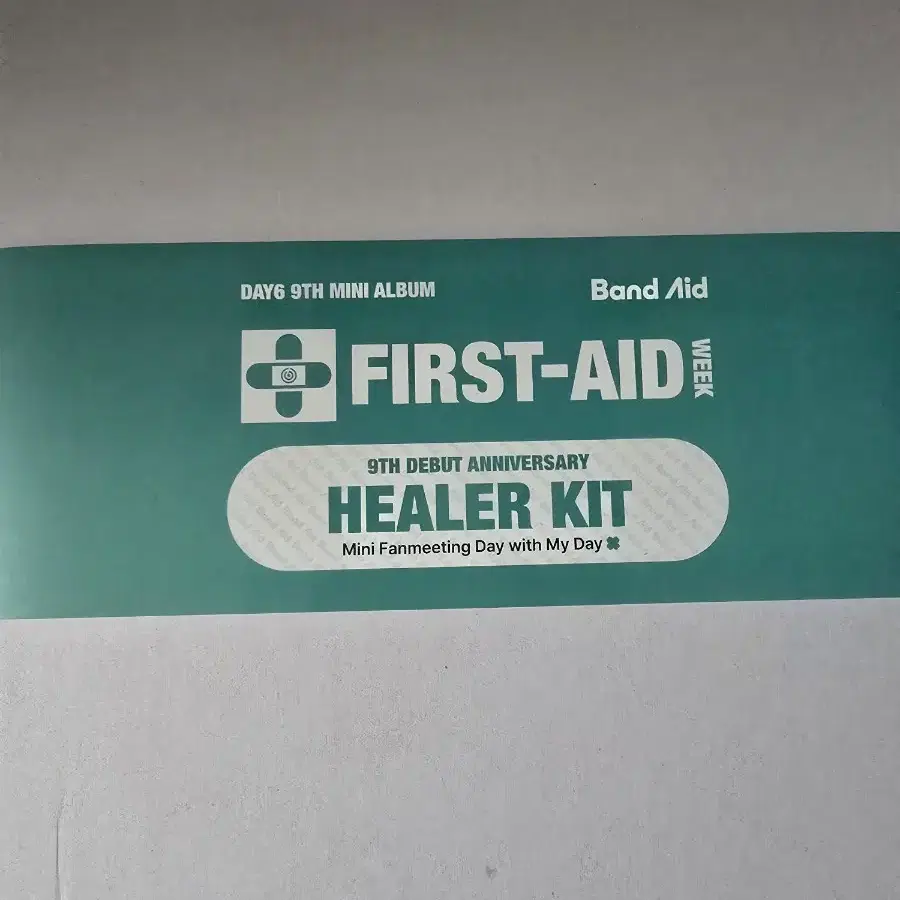 DAY6 9TH MINI ALBUM
Band Aid
FIRST-AID WEEK
9TH DEBUT ANNIVERSARY
HEALER KIT
Mini Fanmeeting Day with My Day